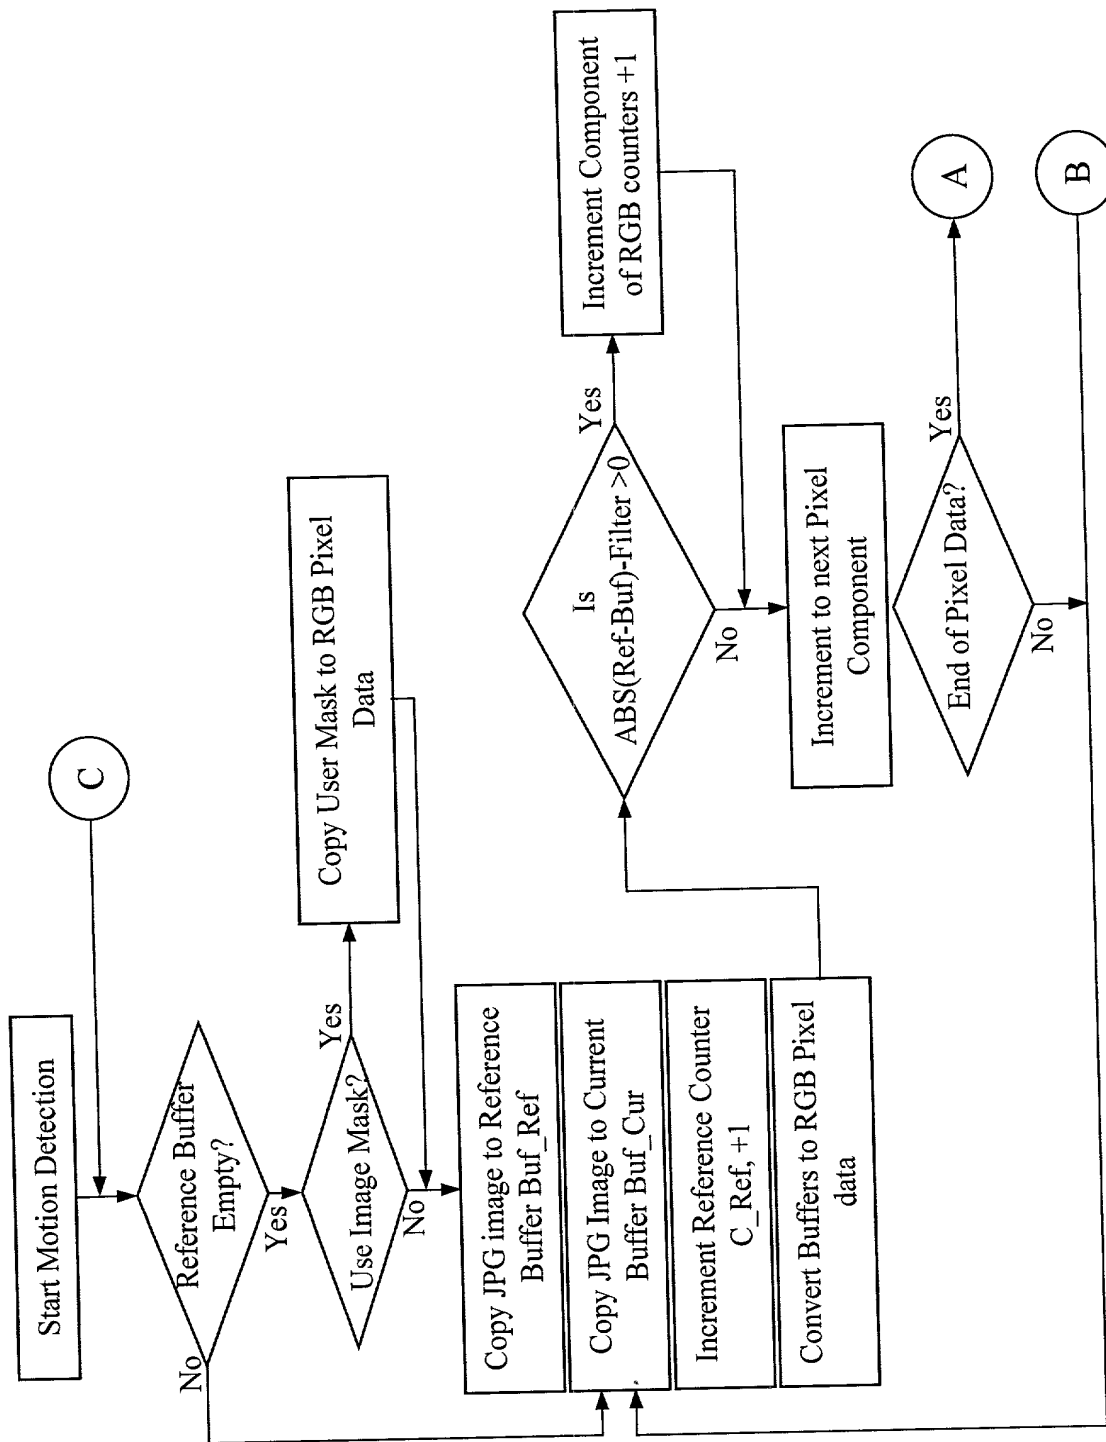 Start Motion Detection
C
Reference Buffer
Empty?
No
Yes
Use Image Mask?
Yes
No
Copy User Mask to RGB Pixel
Data
Copy JPG image to Reference
Buffer Buf_Ref
Copy JPG Image to Current
Buffer Buf_Cur
Increment Reference Counter
C_Ref, +1
Convert Buffers to RGB Pixel
data
Is
ABS(Ref-Buf)-Filter >0
Yes
No
Increment Component
of RGB counters +1
Increment to next Pixel
Component
End of Pixel Data?
Yes
No
A
B